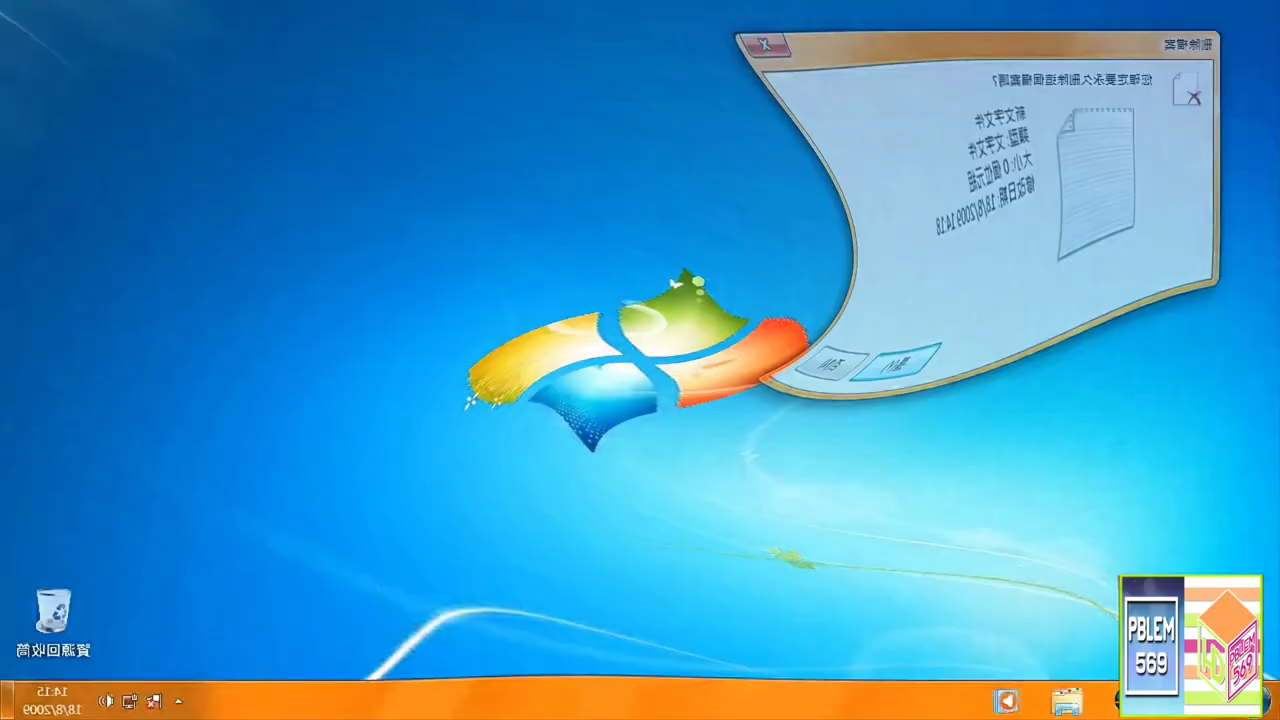 刪除檔案
您確定要永久刪除這個檔案嗎?
新文字文件
類型: 文字文件
大小: 0 個位元組
修改日期: 18/8/2009 14:18
是(Y)
否(N)
資源回收筒
14:15
18/8/2009
PBLEM
569
PBLEM
569